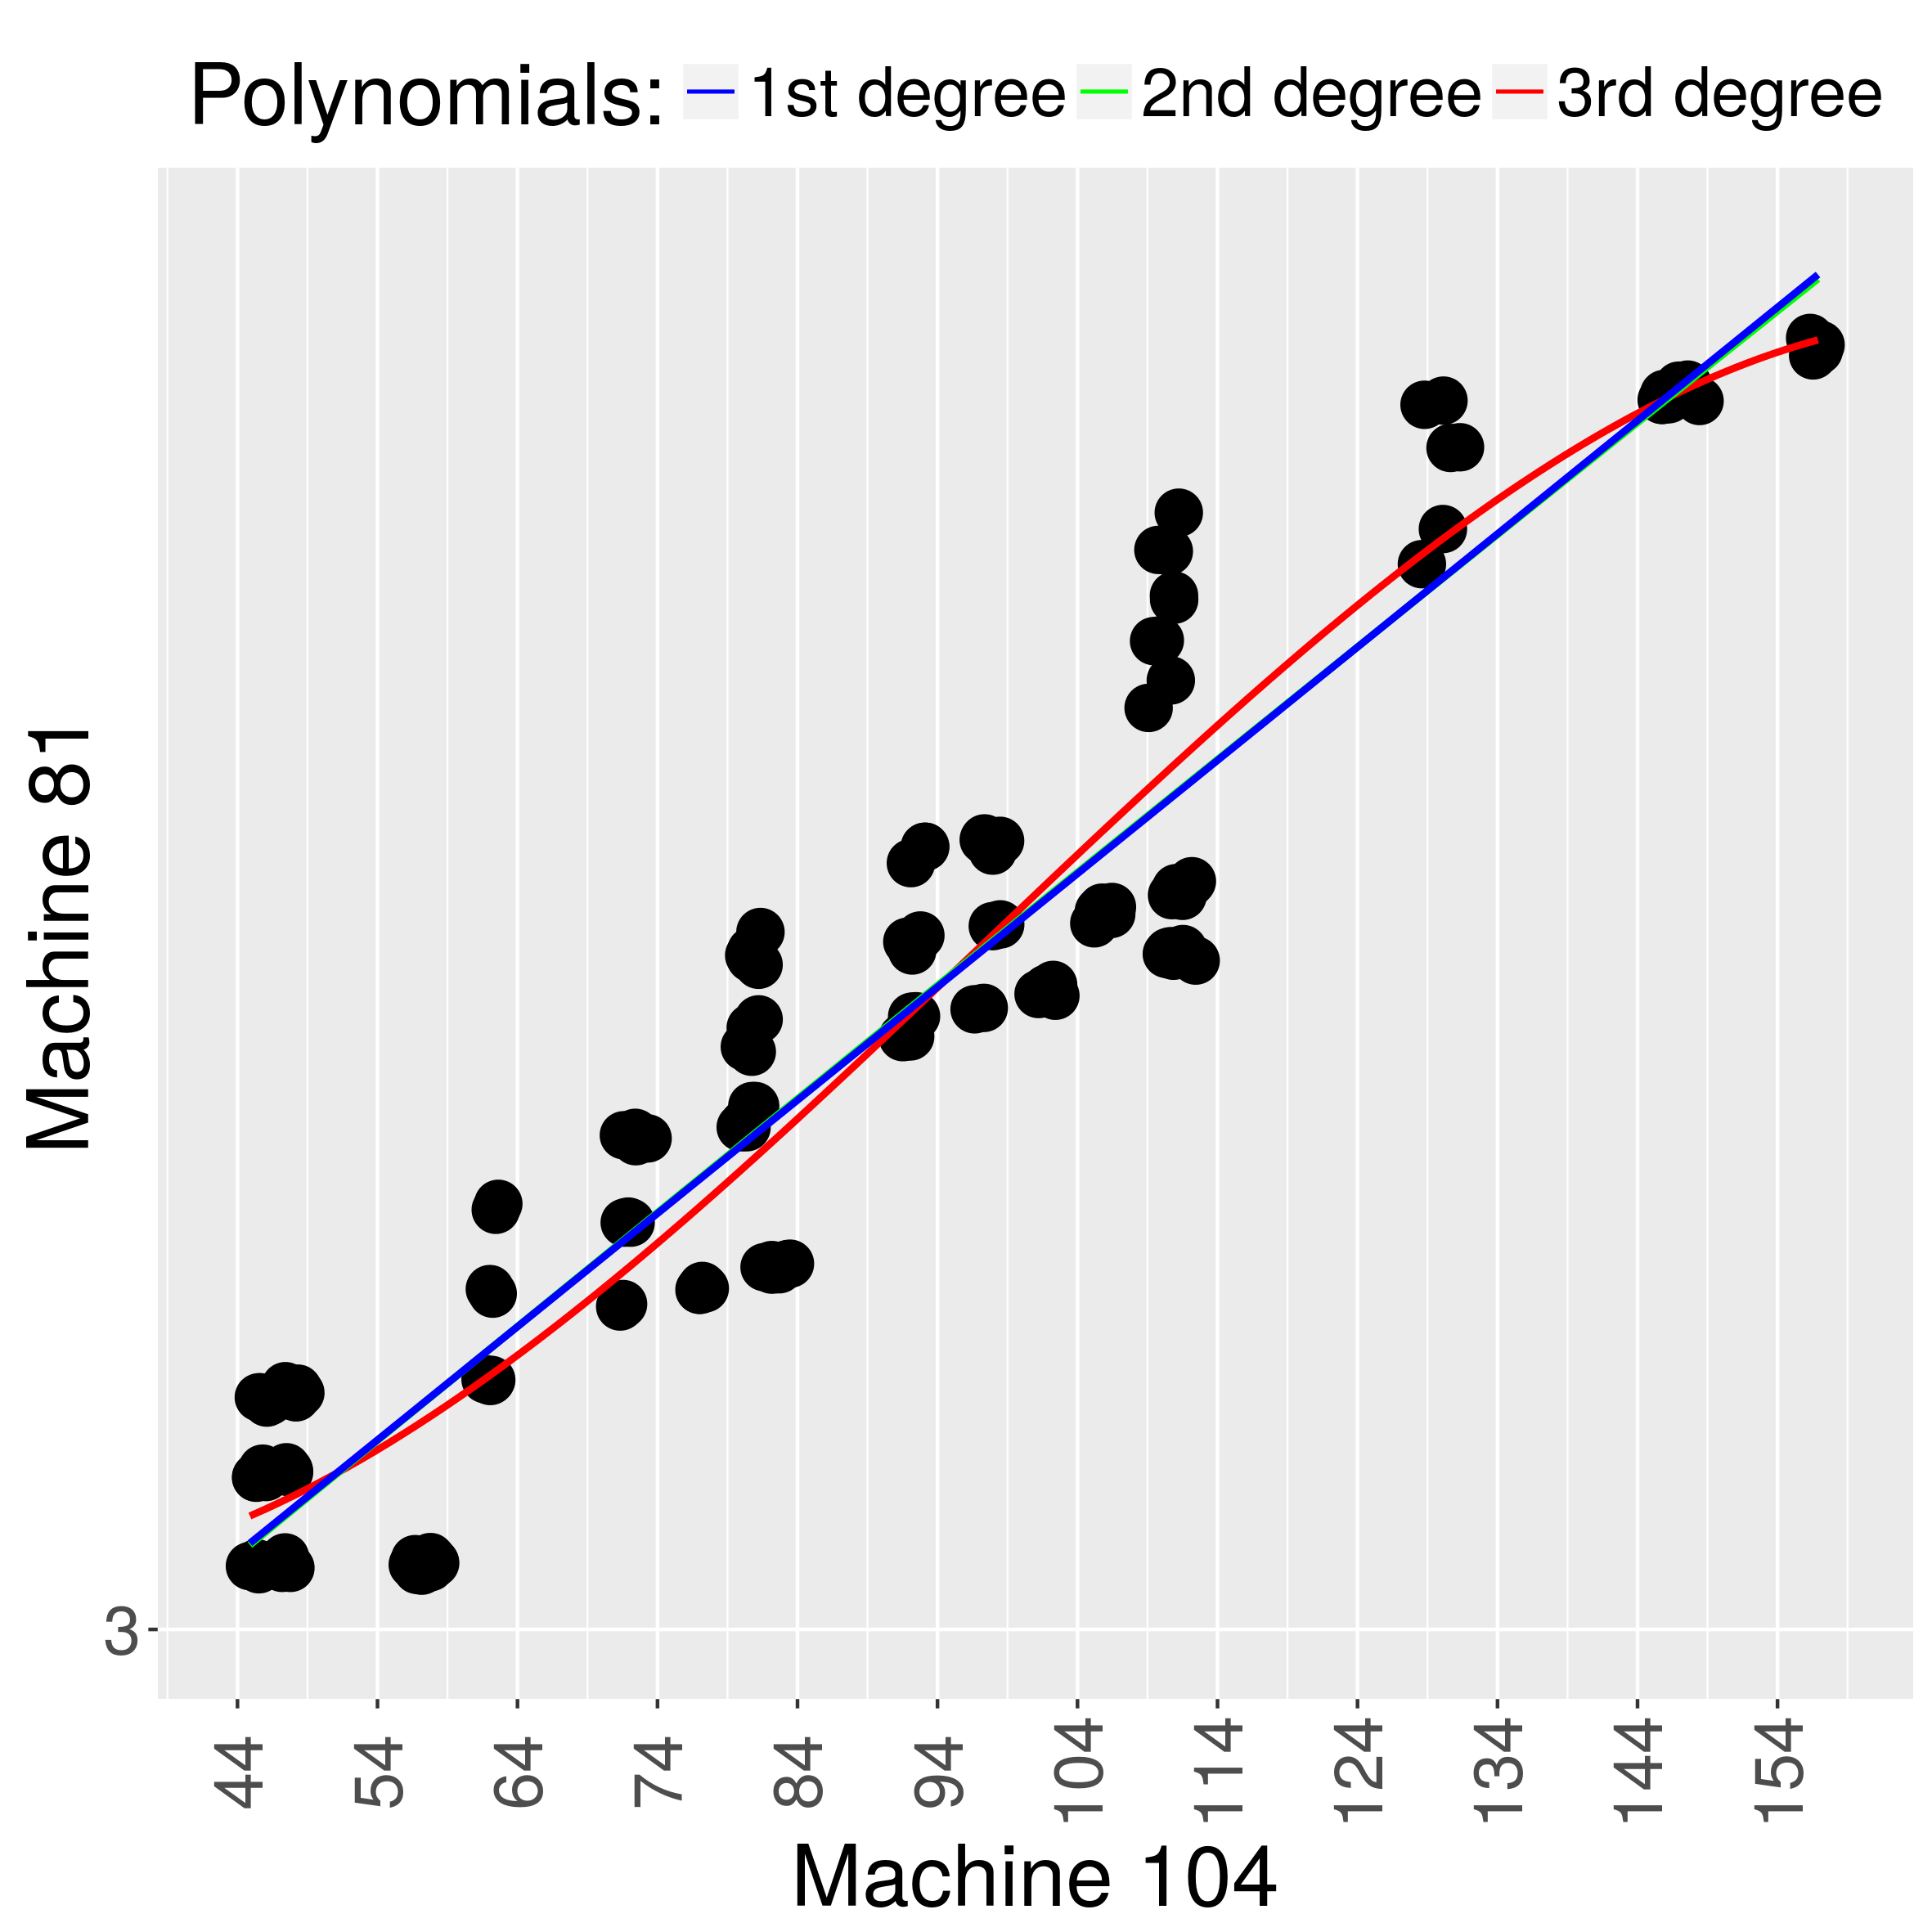 Polynomials: 1st degree 2nd degree 3rd degree
Machine 81
3
44 54 64 74 84 94 104 114 124 134 144 154
Machine 104